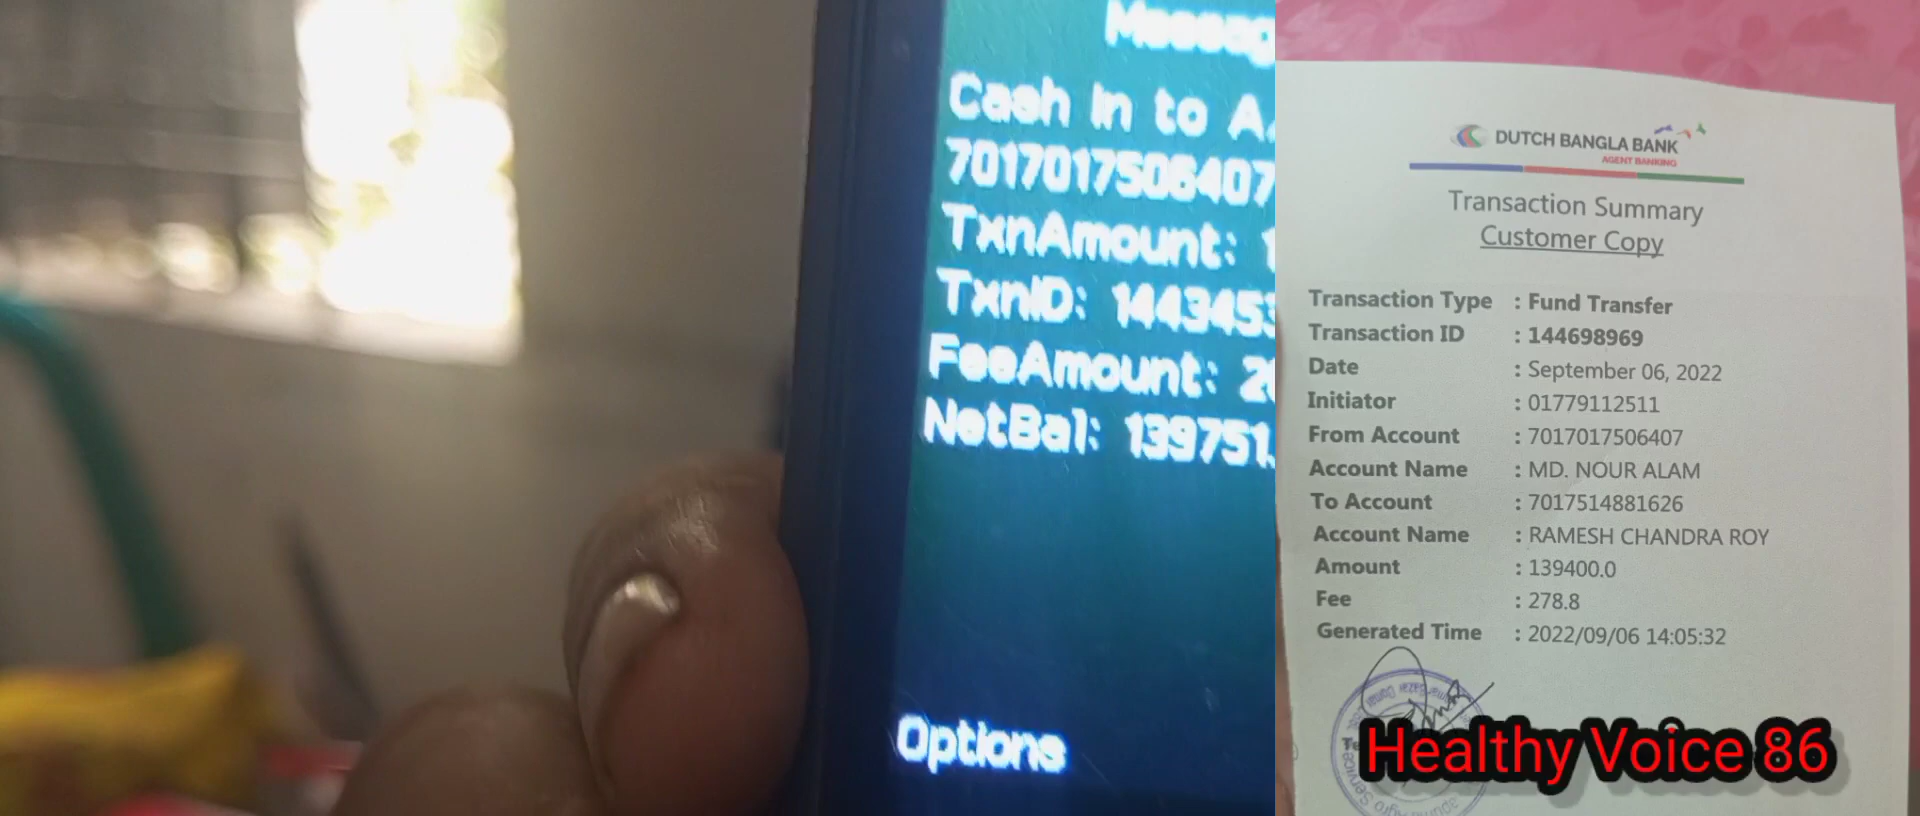 Cash in to A
7017017506407
TxnAmount: 1
TxnID: 1443453
FeeAmount: 20
NetBal: 139751.
Options
DUTCH BANGLA BANK
AGENT BANKING
Transaction Summary
Customer Copy
Transaction Type : Fund Transfer
Transaction ID : 144698969
Date : September 06, 2022
Initiator : 01779112511
From Account : 7017017506407
Account Name : MD. NOUR ALAM
To Account : 7017514881626
Account Name : RAMESH CHANDRA ROY
Amount : 139400.0
Fee : 278.8
Generated Time : 2022/09/06 14:05:32
Healthy Voice 86